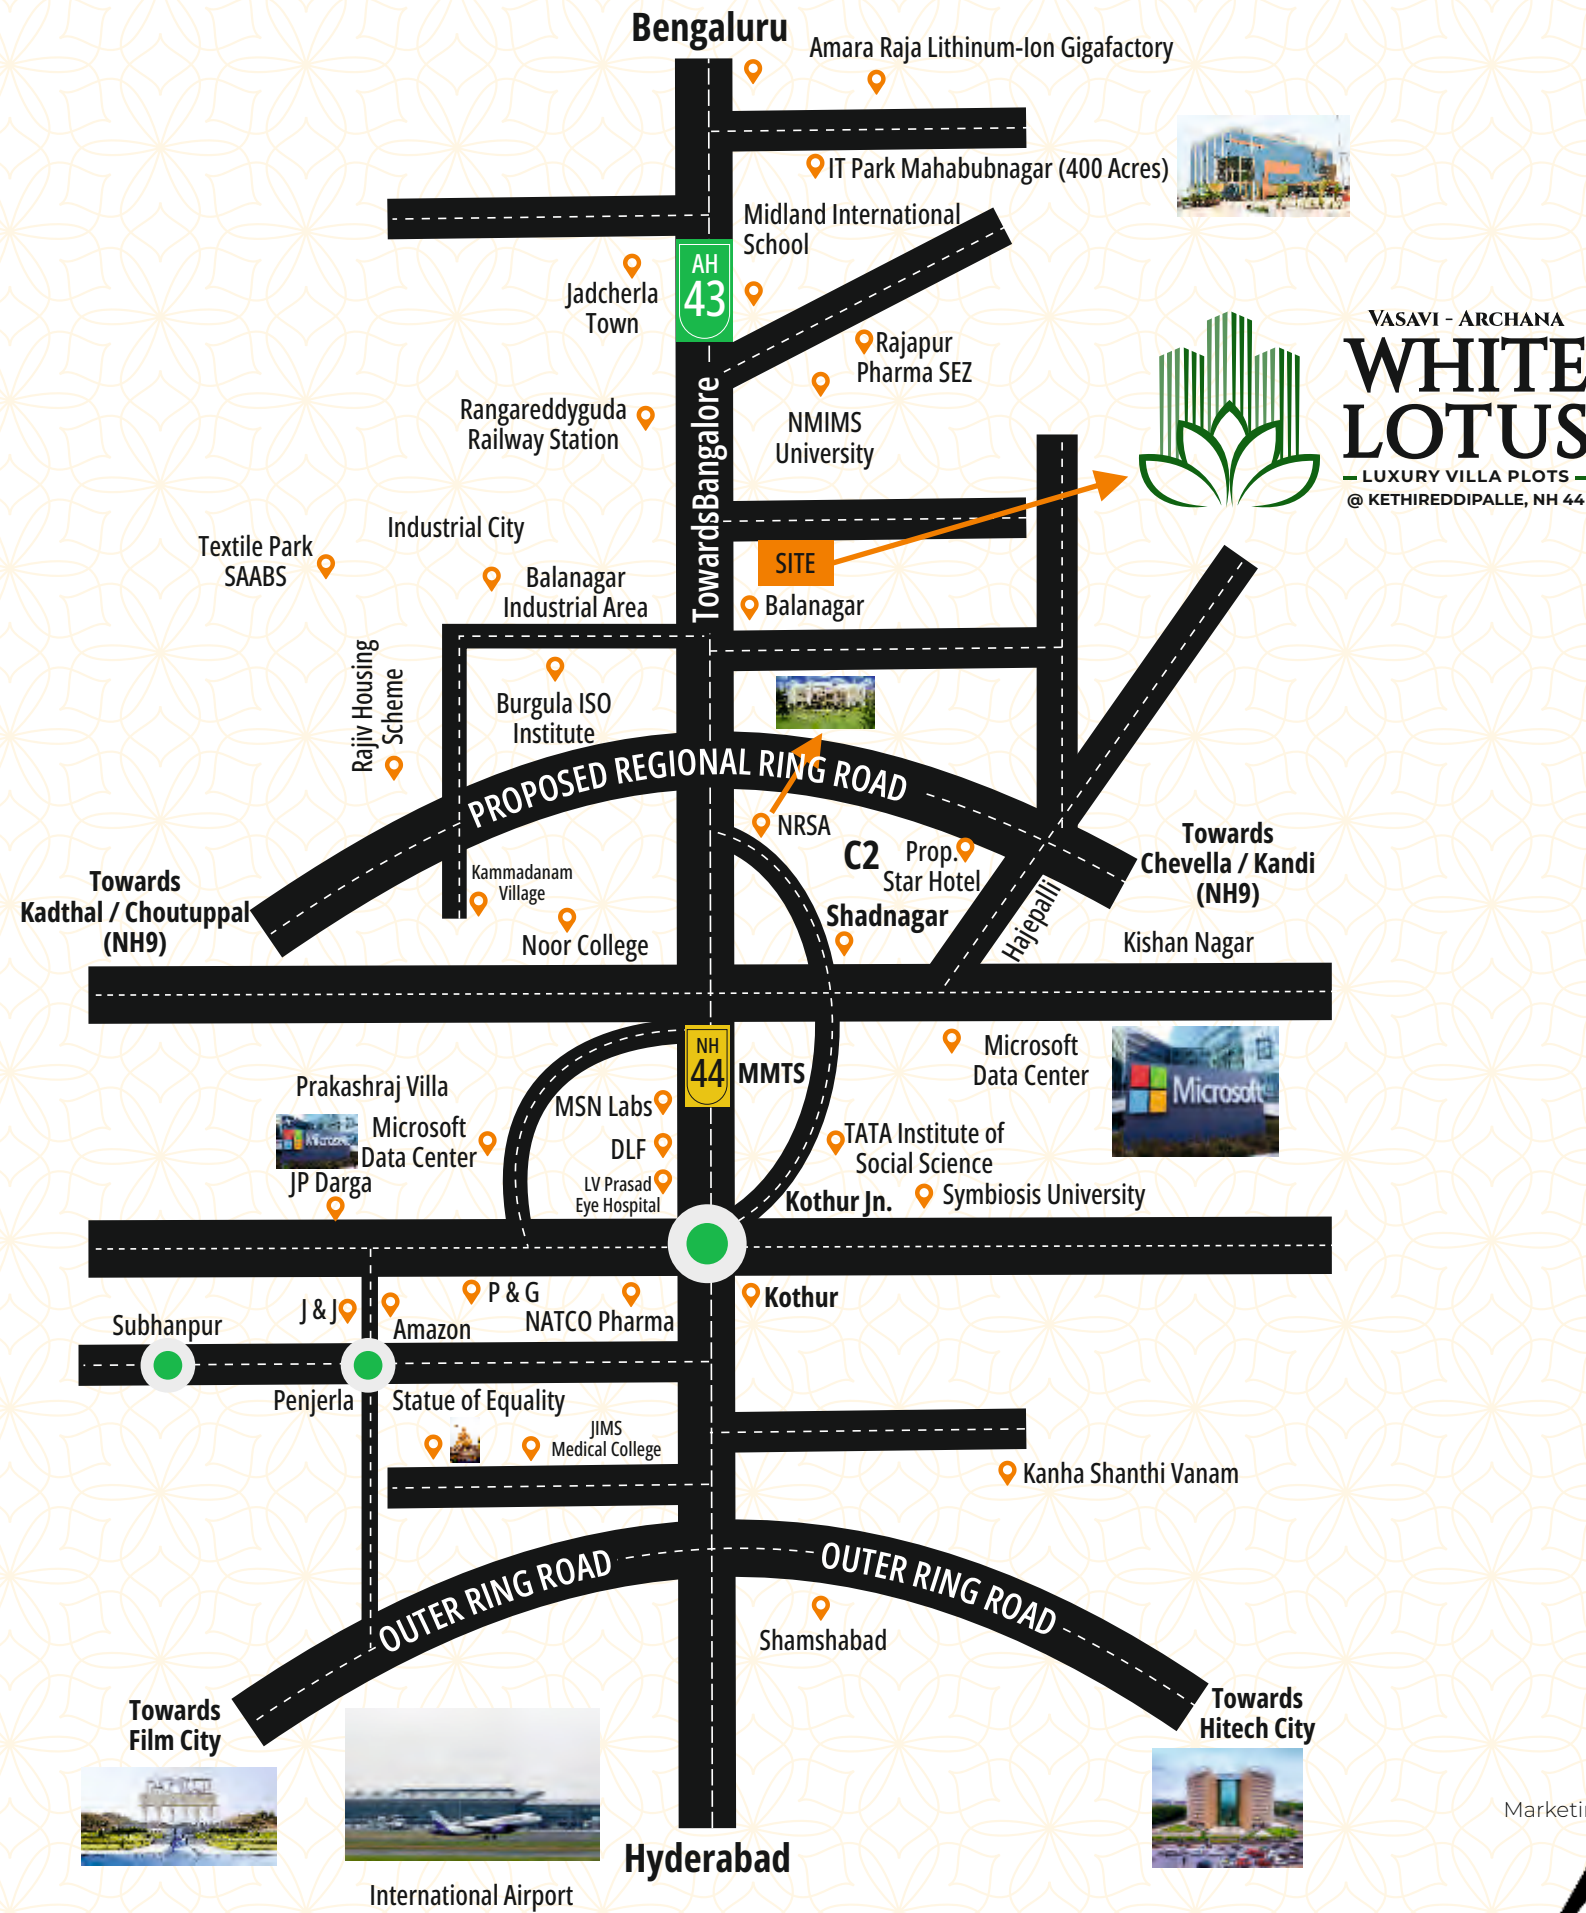 Bengaluru
Amara Raja Lithinum-Ion Gigafactory
IT Park Mahabubnagar (400 Acres)
Midland International
School
AH
43
Jadcherla
Town
Rajapur
Pharma SEZ
VASAVI - ARCHANA
WHITE
LOTUS
LUXURY VILLA PLOTS
@ KETHIREDDIPALLE, NH 44
Rangareddyguda
Railway Station
NMIMS
University
TowardsBangalore
Industrial City
Textile Park
SAABS
Balanagar
Industrial Area
SITE
Balanagar
Rajiv Housing
Scheme
Burgula ISO
Institute
PROPOSED REGIONAL RING ROAD
NRSA
C2
Prop.
Star Hotel
Towards
Chevella / Kandi
(NH9)
Towards
Kadthal / Choutuppal
(NH9)
Kammadanam
Village
Noor College
Shadnagar
Hajepalli
Kishan Nagar
NH
44
MMTS
Microsoft
Data Center
Microsoft
Prakashraj Villa
Microsoft
Microsoft
Data Center
MSN Labs
DLF
LV Prasad
Eye Hospital
TATA Institute of
Social Science
JP Darga
Kothur Jn.
Symbiosis University
J & J
Amazon
P & G
NATCO Pharma
Kothur
Subhanpur
Penjerla
Statue of Equality
JIMS
Medical College
Kanha Shanthi Vanam
OUTER RING ROAD
OUTER RING ROAD
Shamshabad
Towards
Film City
Towards
Hitech City
Hyderabad
International Airport